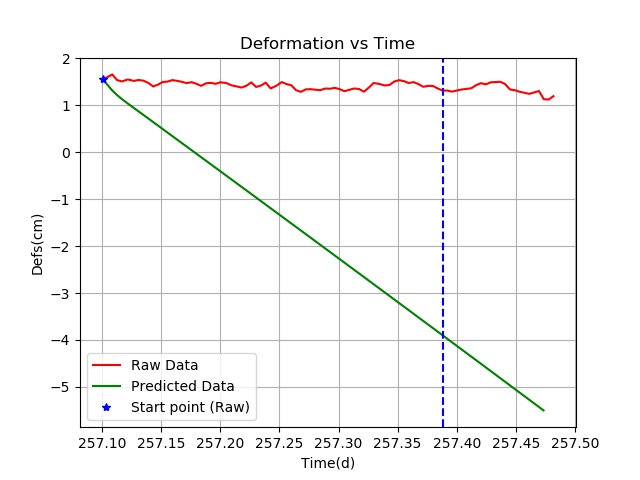 Deformation vs Time
Defs(cm)
2
1
0
−1
−2
−3
−4
−5
Raw Data
Predicted Data
Start point (Raw)
257.10 257.15 257.20 257.25 257.30 257.35 257.40 257.45 257.50
Time(d)